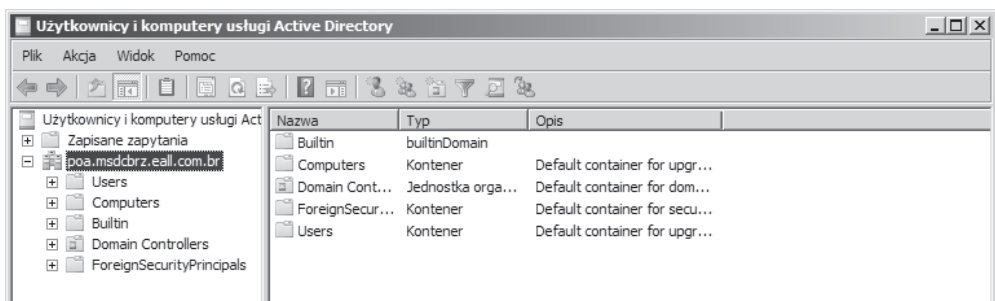 Użytkownicy i komputery usługi Active Directory
Plik Akcja Widok Pomoc
Użytkownicy i komputery usługi Act
Zapisane zapytania
poa.msdcbrz.eall.com.br
Users
Computers
Builtin
Domain Controllers
ForeignSecurityPrincipals
Nazwa Typ Opis
Builtin builtinDomain
Computers Kontener Default container for upgr...
Domain Cont... Jednostka orga... Default container for dom...
ForeignSecur... Kontener Default container for secu...
Users Kontener Default container for upgr...